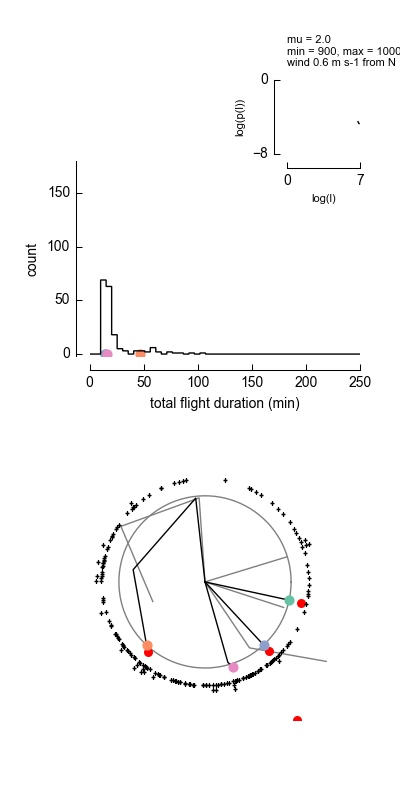 mu = 2.0
min = 900, max = 1000
wind 0.6 m s-1 from N
0
−8
log(p(l))
0 7
log(l)
150
100
50
0
count
0 50 100 150 200 250
total flight duration (min)